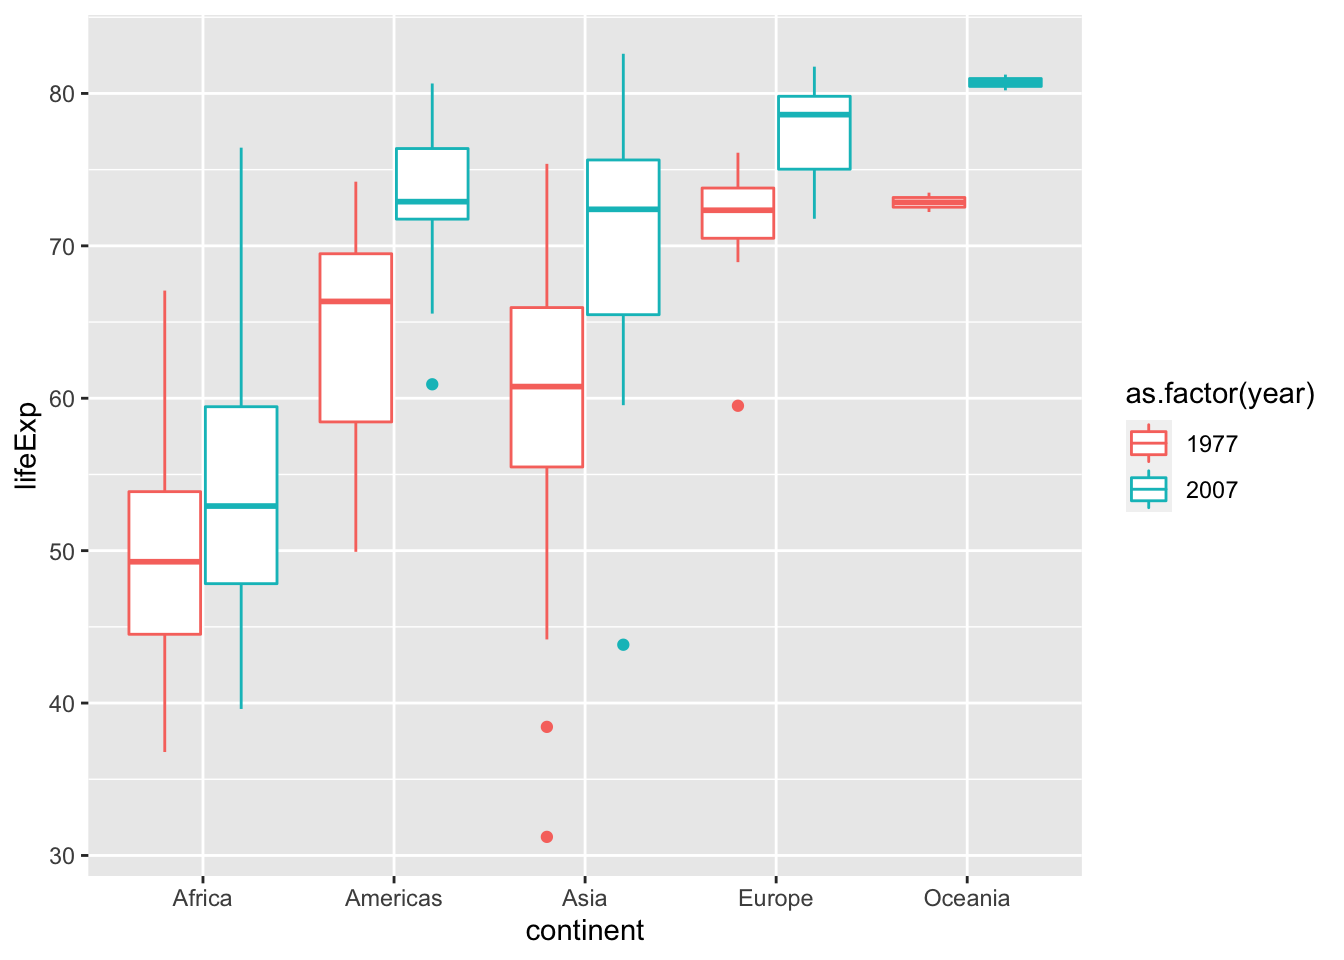 80
70
60
50
40
30
lifeExp
Africa
Americas
Asia
Europe
Oceania
continent
as.factor(year)
1977
2007